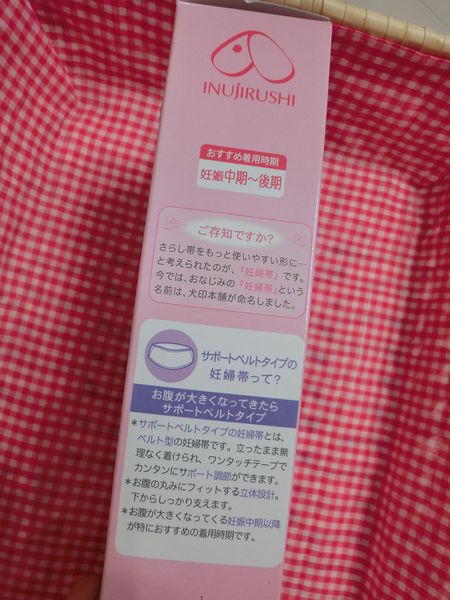 INUJIRUSHI
おすすめ着用時期
妊娠中期〜後期
ご存知ですか?
さらし帯をもっと使いやすい形に…
と考えられたのが、『妊婦帯』です。
今では、おなじみの『妊婦帯』という
名前は、犬印本舗が命名しました。
サポートベルトタイプの
妊婦帯って?
お腹が大きくなってきたら
サポートベルトタイプ
*サポートベルトタイプの妊婦帯とは、
ベルト型の妊婦帯です。立ったまま無
理なく着けられ、ワンタッチテープで
カンタンにサポート調節ができます。
*お腹の丸みにフィットする立体設計。
下からしっかり支えます。
*お腹が大きくなってくる妊娠中期以降
が特におすすめの着用時期です。